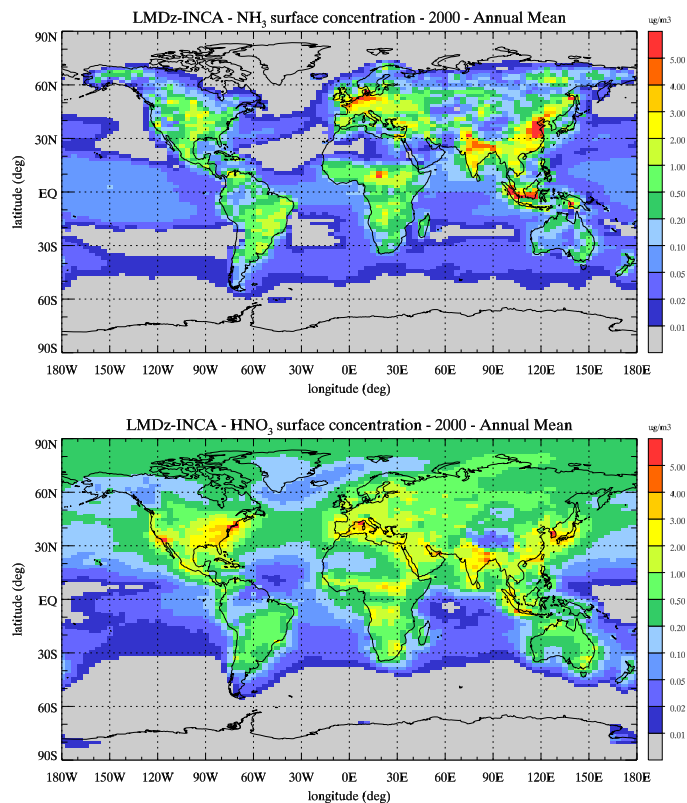 LMDz-INCA - NH3 surface concentration - 2000 - Annual Mean
ug/m3
90N
60N
30N
EQ
30S
60S
90S
latitude (deg)
180W 150W 120W 90W 60W 30W 0E 30E 60E 90E 120E 150E 180E
longitude (deg)
5.00
4.00
3.00
2.00
1.00
0.50
0.20
0.10
0.05
0.02
0.01
LMDz-INCA - HNO3 surface concentration - 2000 - Annual Mean
ug/m3
90N
60N
30N
EQ
30S
60S
90S
latitude (deg)
180W 150W 120W 90W 60W 30W 0E 30E 60E 90E 120E 150E 180E
longitude (deg)
5.00
4.00
3.00
2.00
1.00
0.50
0.20
0.10
0.05
0.02
0.01